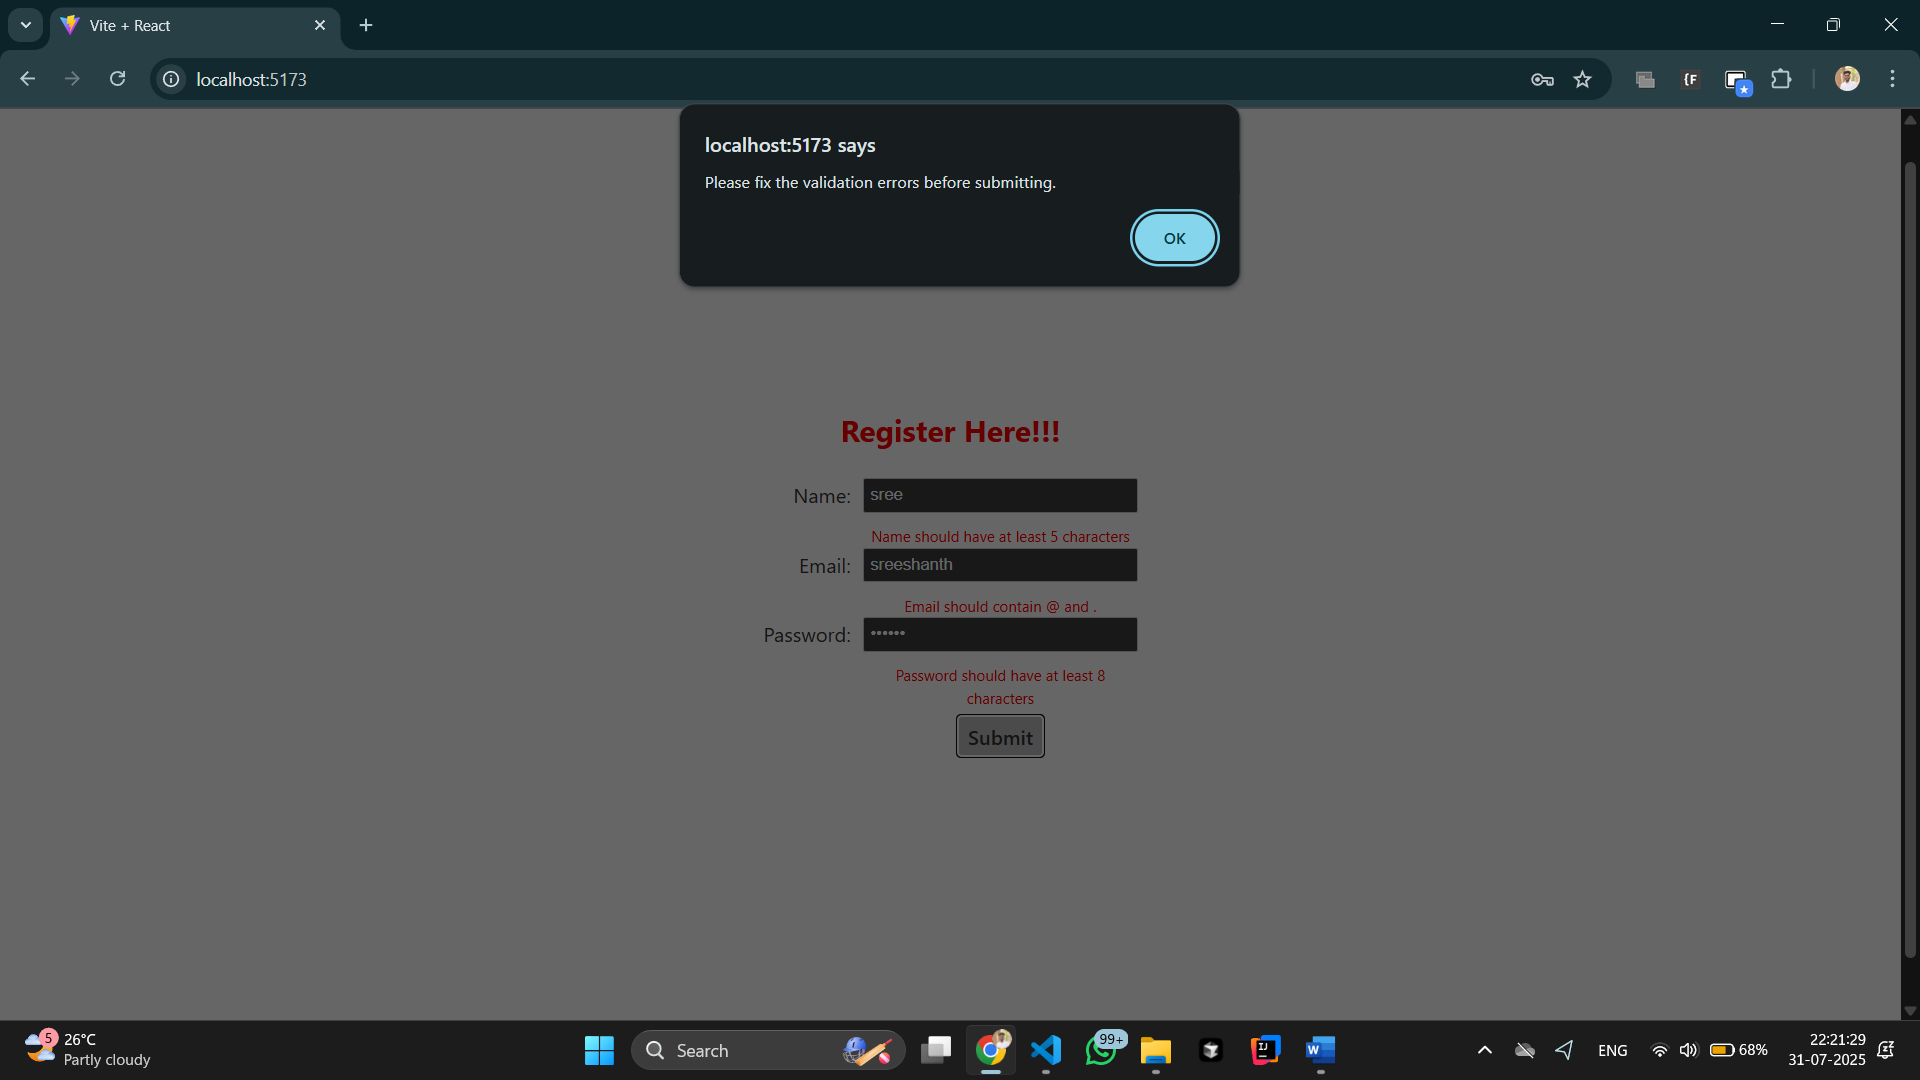 Vite + React
localhost:5173
{F
localhost:5173 says
Please fix the validation errors before submitting.
OK
Register Here!!!
Name: sree
Name should have at least 5 characters
Email: sreeshanth
Email should contain @ and .
Password: ••••••
Password should have at least 8
characters
Submit
5
26°C
Partly cloudy
Search
99+
IJ
W
ENG
68%
22:21:29
31-07-2025